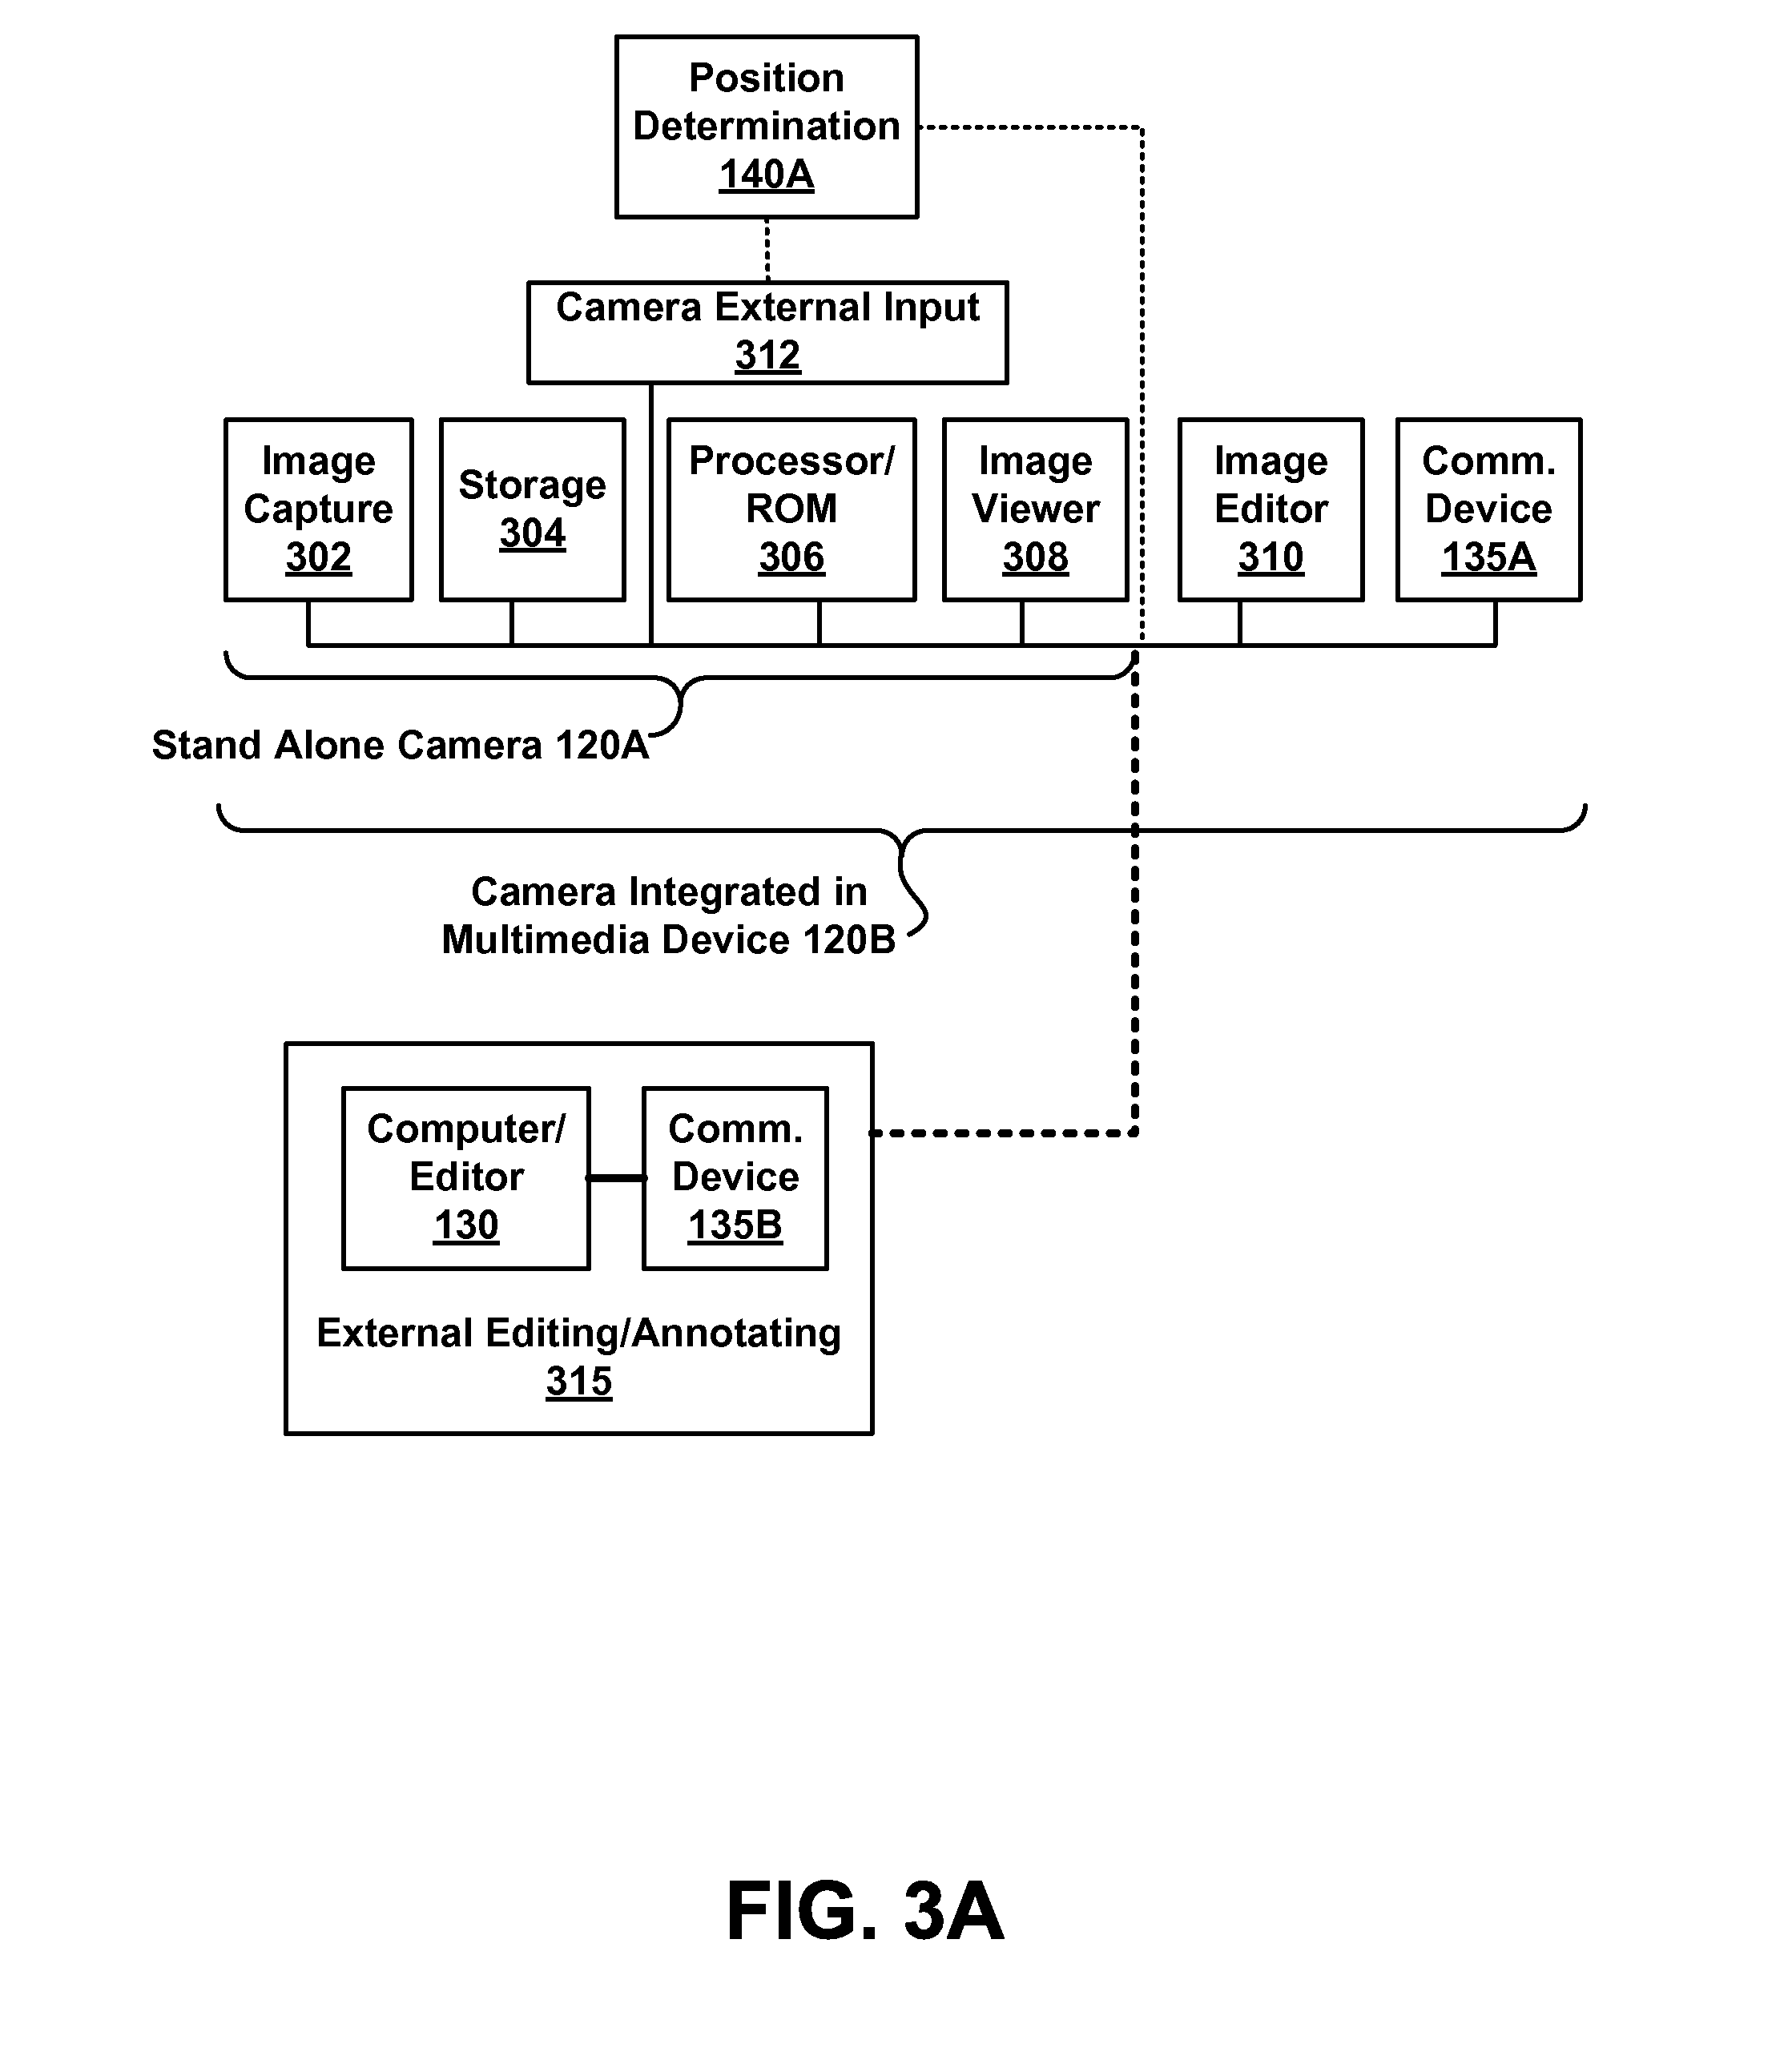 Position
Determination
140A
Camera External Input
312
Image
Capture
302
Storage
304
Processor/
ROM
306
Image
Viewer
308
Image
Editor
310
Comm.
Device
135A
Stand Alone Camera 120A
Camera Integrated in
Multimedia Device 120B
Computer/
Editor
130
Comm.
Device
135B
External Editing/Annotating
315
FIG. 3A